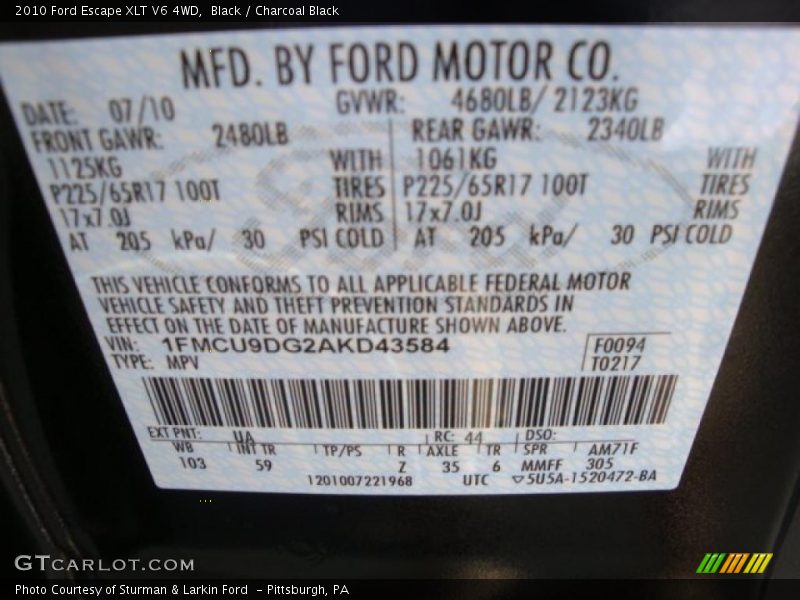 2010 Ford Escape XLT V6 4WD, Black / Charcoal Black
MFD. BY FORD MOTOR CO.
DATE: 07/10 GVWR: 4680LB/ 2123KG
FRONT GAWR: 2480LB REAR GAWR: 2340LB
1125KG WITH 1061KG WITH
P225/65R17 100T TIRES P225/65R17 100T TIRES
17x7.0J RIMS 17x7.0J RIMS
AT 205 kPa/ 30 PSI COLD AT 205 kPa/ 30 PSI COLD
THIS VEHICLE CONFORMS TO ALL APPLICABLE FEDERAL MOTOR
VEHICLE SAFETY AND THEFT PREVENTION STANDARDS IN
EFFECT ON THE DATE OF MANUFACTURE SHOWN ABOVE.
VIN: 1FMCU9DG2AKD43584 F0094
TYPE: MPV T0217
EXT PNT: UA RC: 44 DSO:
WB INT TR TP/PS R AXLE TR SPR AM71F
103 59 Z 35 6 MMFF 305
1201007221968 UTC ▽5U5A-1520472-BA
GTCARLOT.COM
Photo Courtesy of Sturman & Larkin Ford - Pittsburgh, PA